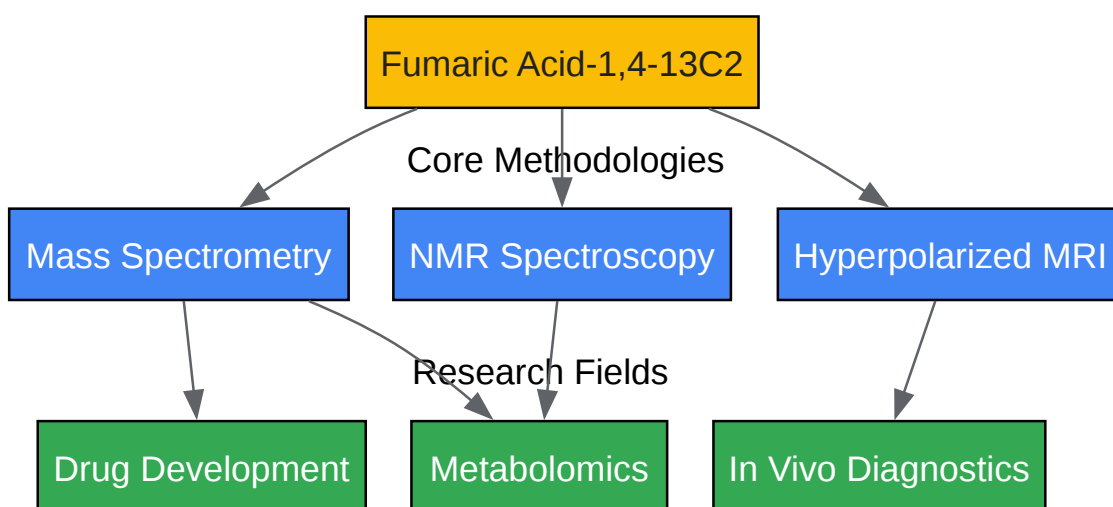 Fumaric Acid-1,4-13C2
Core Methodologies
Mass Spectrometry
NMR Spectroscopy
Hyperpolarized MRI
Research Fields
Drug Development
Metabolomics
In Vivo Diagnostics